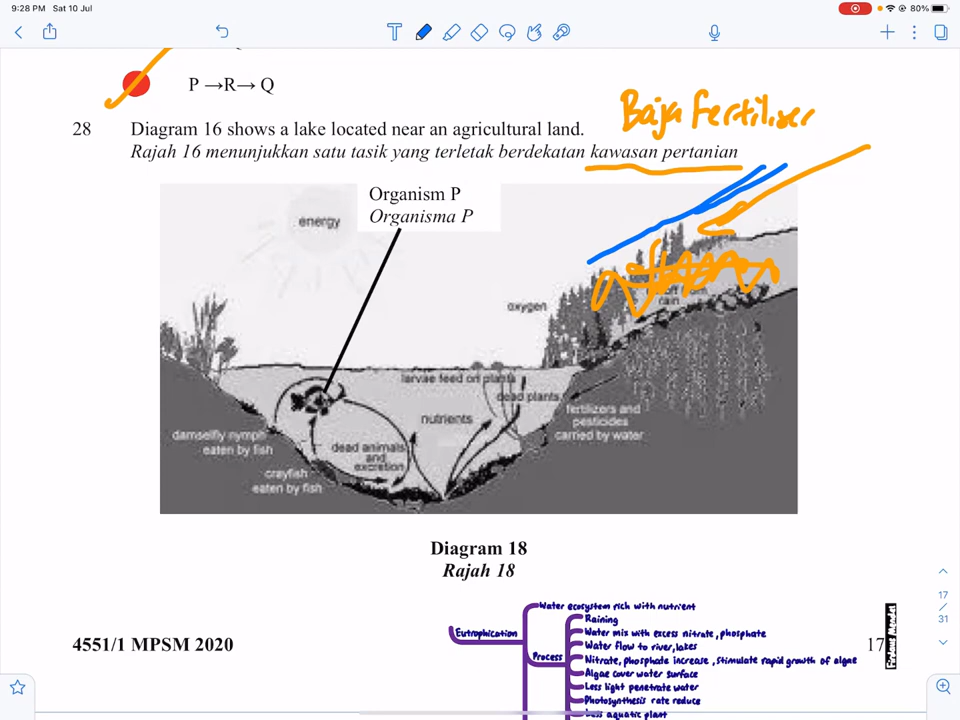 9:28 PM Sat 10 Jul
80%
P →R→ Q
Baja Fertiliser
28 Diagram 16 shows a lake located near an agricultural land.
Rajah 16 menunjukkan satu tasik yang terletak berdekatan kawasan pertanian
Organism P
Organisma P
energy
oxygen
rain
larvae feed on plants
dead plants
nutrients
fertilizers and
pesticides
carried by water
damselfly nymph
eaten by fish
dead animals
and
excretion
crayfish
eaten by fish
Diagram 18
Rajah 18
4551/1 MPSM 2020
17
17
/
31
Eutrophication
Water ecosystem rich with nutrient
Process
Raining
Water mix with excess nitrate, phosphate
Water flow to river, lakes
Nitrate, phosphate increase, stimulate rapid growth of algae
Algae cover water surface
Less light penetrate water
Photosynthesis rate reduce
Less aquatic plant